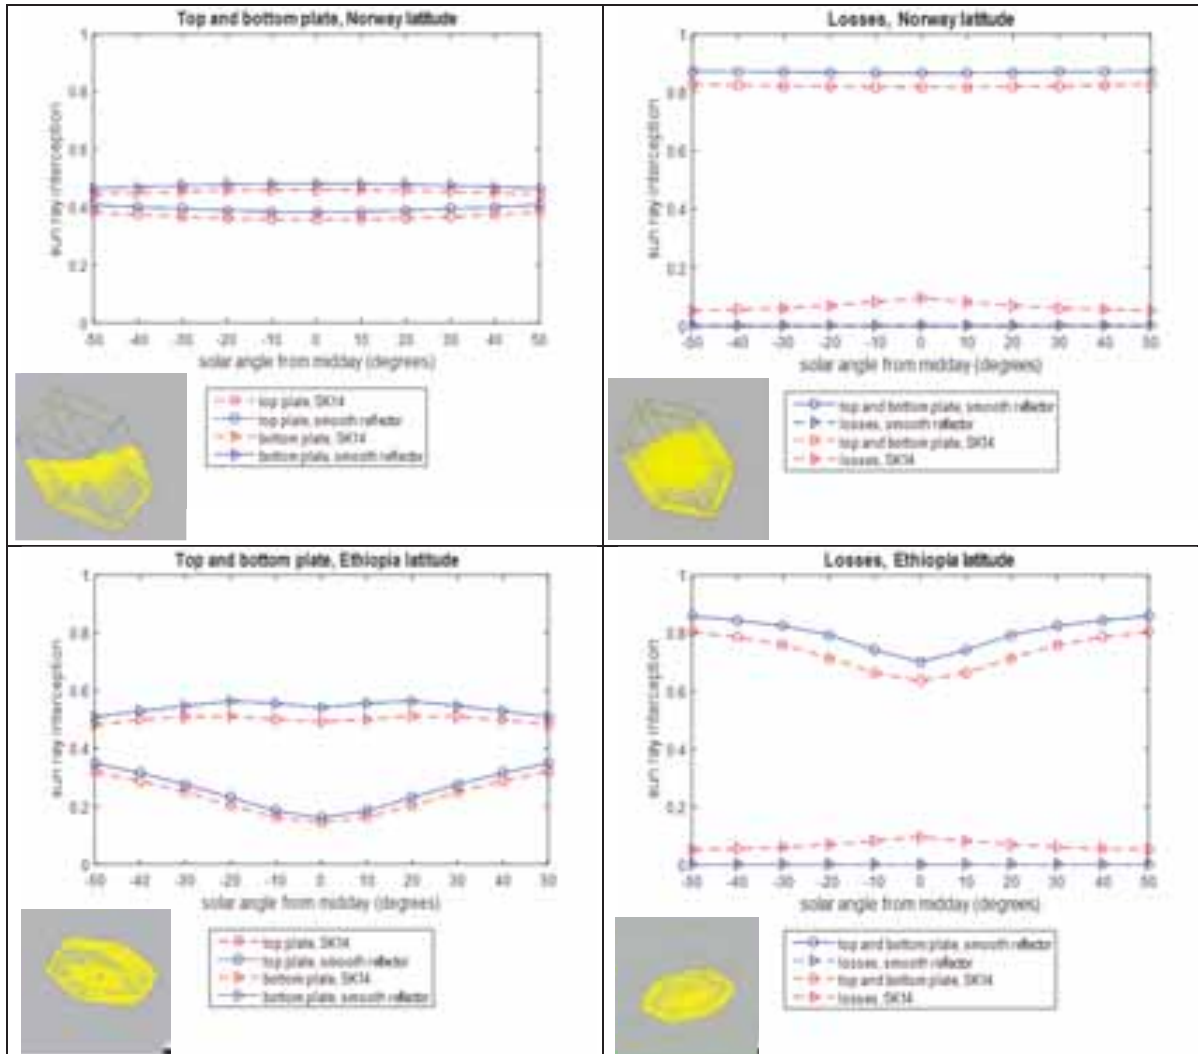 Top and bottom plate, Norway latitude
1
0.8
0.6
0.4
0.2
0
sun ray interception
-50 -40 -30 -20 -10 0 10 20 30 40 50
solar angle from midday (degrees)
top plate, SK14
top plate, smooth reflector
bottom plate, SK14
bottom plate, smooth reflector
Losses, Norway latitude
1
0.8
0.6
0.4
0.2
0
sun ray interception
-50 -40 -30 -20 -10 0 10 20 30 40 50
solar angle from midday (degrees)
top and bottom plate, smooth reflector
losses, smooth reflector
top and bottom plate, SK14
losses, SK14
Top and bottom plate, Ethiopia latitude
1
0.8
0.6
0.4
0.2
0
sun ray interception
-50 -40 -30 -20 -10 0 10 20 30 40 50
solar angle from midday (degrees)
top plate, SK14
top plate, smooth reflector
bottom plate, SK14
bottom plate, smooth reflector
Losses, Ethiopia latitude
1
0.8
0.6
0.4
0.2
0
sun ray interception
-50 -40 -30 -20 -10 0 10 20 30 40 50
solar angle from midday (degrees)
top and bottom plate, smooth reflector
losses, smooth reflector
top and bottom plate, SK14
losses, SK14